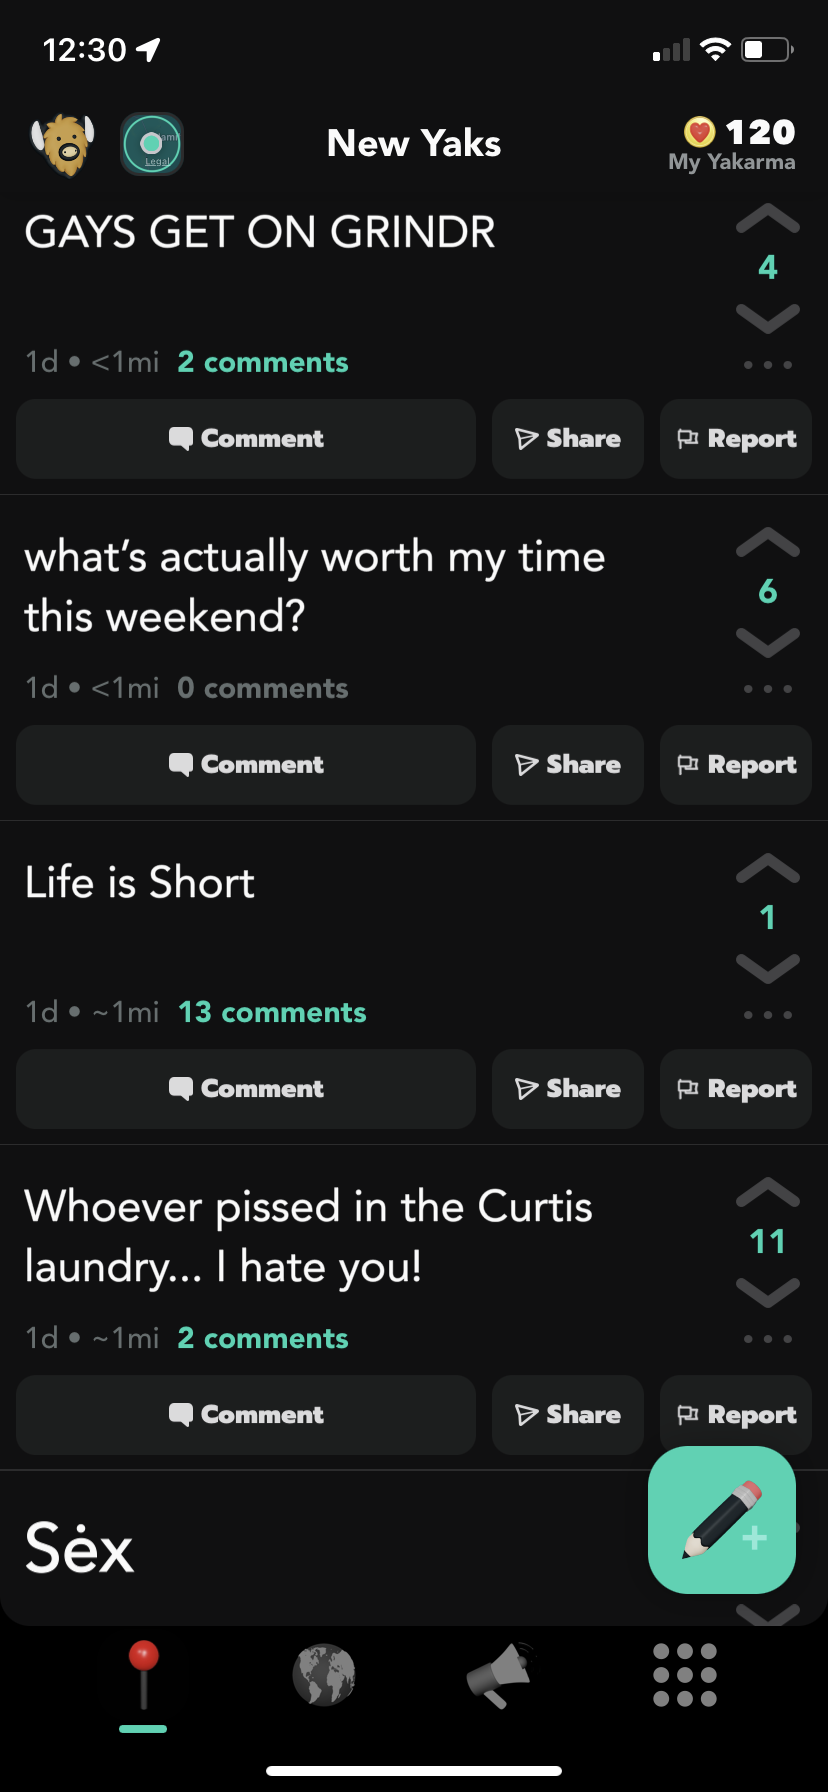 12:30
Legal
New Yaks
120
My Yakarma
GAYS GET ON GRINDR
4
1d • <1mi 2 comments
Comment
Share
Report
what's actually worth my time
this weekend?
6
1d • <1mi 0 comments
Comment
Share
Report
Life is Short
1
1d • ~1mi 13 comments
Comment
Share
Report
Whoever pissed in the Curtis
laundry... I hate you!
11
1d • ~1mi 2 comments
Comment
Share
Report
Sėx